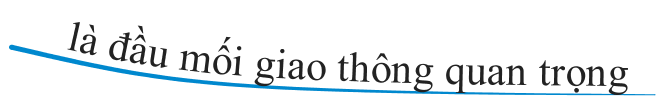 là đầu mối giao thông quan trọng